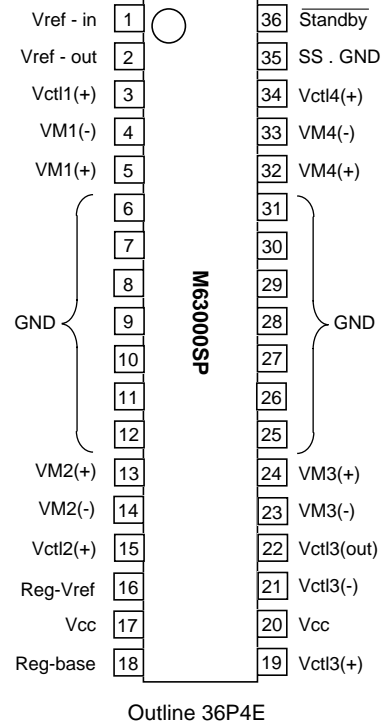 Vref - in 1 36 Standby
Vref - out 2 35 SS . GND
Vctl1(+) 3 34 Vctl4(+)
VM1(-) 4 33 VM4(-)
VM1(+) 5 32 VM4(+)
6 31
7 30
8 29
GND 9 28 GND
10 27
11 26
12 25
M63000SP
VM2(+) 13 24 VM3(+)
VM2(-) 14 23 VM3(-)
Vctl2(+) 15 22 Vctl3(out)
Reg-Vref 16 21 Vctl3(-)
Vcc 17 20 Vcc
Reg-base 18 19 Vctl3(+)
Outline 36P4E